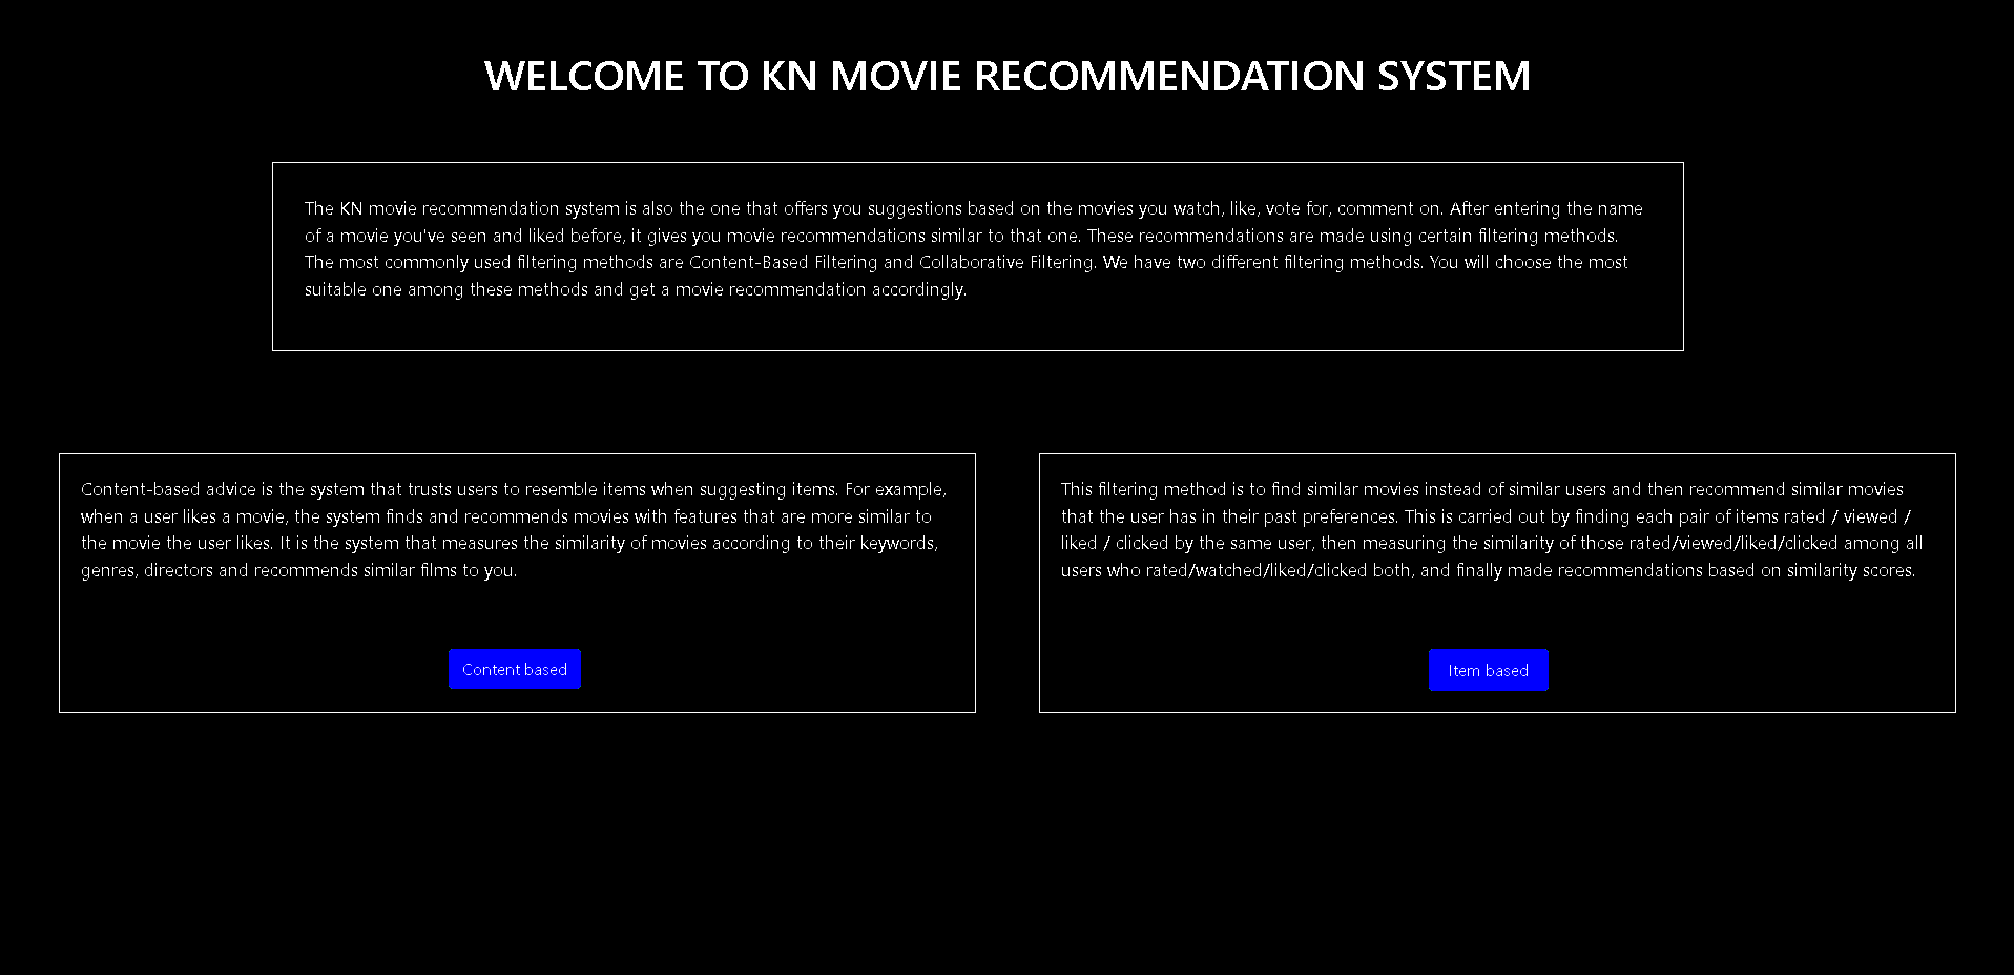 WELCOME TO KN MOVIE RECOMMENDATION SYSTEM
The KN movie recommendation system is also the one that offers you suggestions based on the movies you watch, like, vote for, comment on. After entering the name
of a movie you've seen and liked before, it gives you movie recommendations similar to that one. These recommendations are made using certain filtering methods.
The most commonly used filtering methods are Content-Based Filtering and Collaborative Filtering. We have two different filtering methods. You will choose the most
suitable one among these methods and get a movie recommendation accordingly.
Content-based advice is the system that trusts users to resemble items when suggesting items. For example,
when a user likes a movie, the system finds and recommends movies with features that are more similar to
the movie the user likes. It is the system that measures the similarity of movies according to their keywords,
genres, directors and recommends similar films to you.
Content based
This filtering method is to find similar movies instead of similar users and then recommend similar movies
that the user has in their past preferences. This is carried out by finding each pair of items rated / viewed /
liked / clicked by the same user, then measuring the similarity of those rated/viewed/liked/clicked among all
users who rated/watched/liked/clicked both, and finally made recommendations based on similarity scores.
Item based